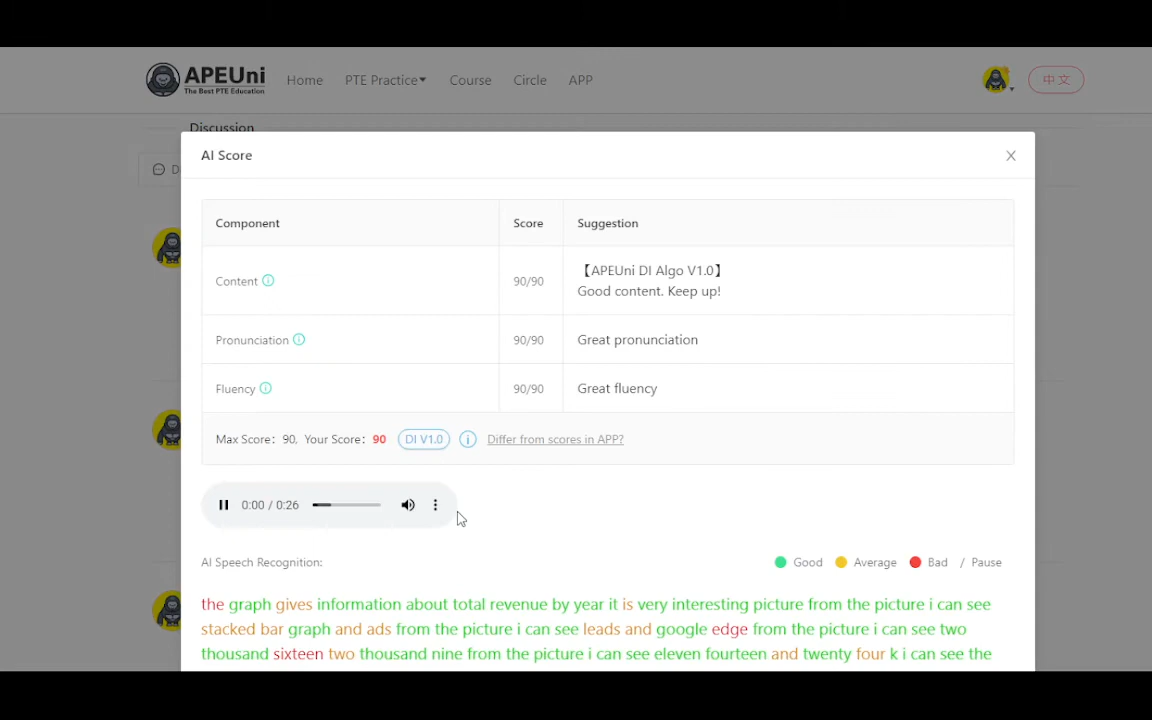 APEUni
The Best PTE Education
Home PTE Practice Course Circle APP 中文
Discussion
D
AI Score
Component Score Suggestion
Content 90/90 【APEUni DI Algo V1.0】
Good content. Keep up!
Pronunciation 90/90 Great pronunciation
Fluency 90/90 Great fluency
Max Score: 90, Your Score: 90 DI V1.0 Differ from scores in APP?
0:00 / 0:26
AI Speech Recognition: Good Average Bad / Pause
the graph gives information about total revenue by year it is very interesting picture from the picture i can see
stacked bar graph and ads from the picture i can see leads and google edge from the picture i can see two
thousand sixteen two thousand nine from the picture i can see eleven fourteen and twenty four k i can see the